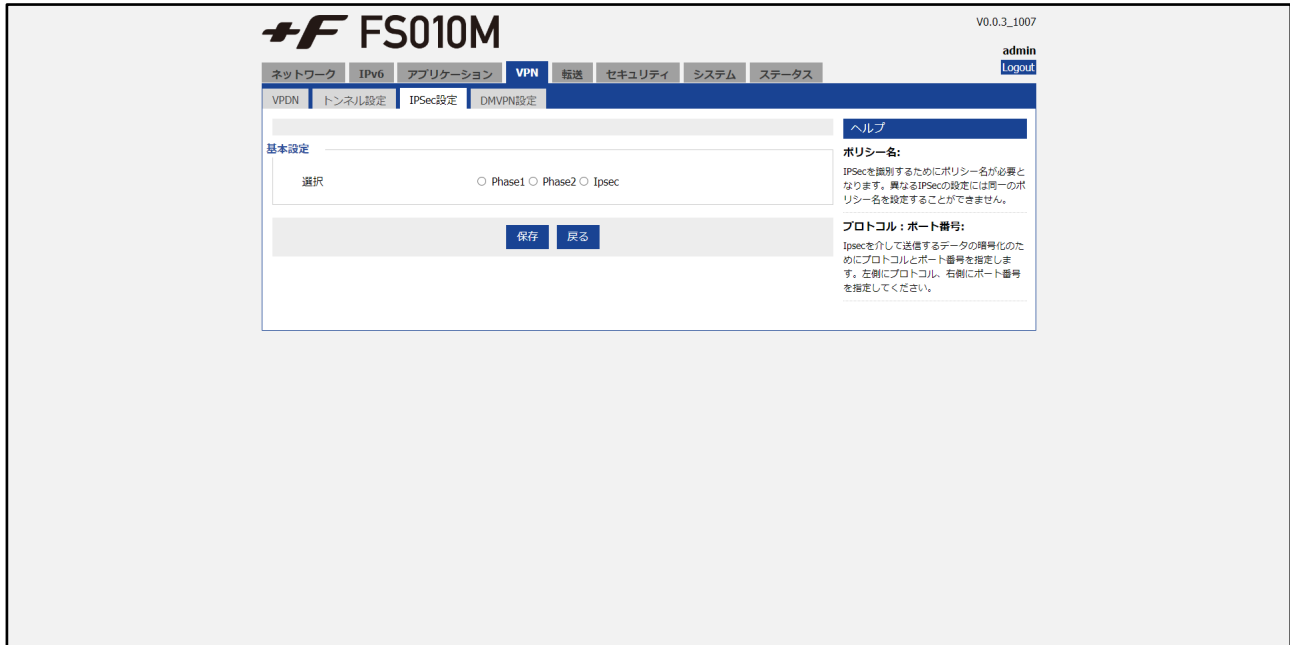 +F FS010M
V0.0.3_1007
admin
Logout
ネットワーク IPv6 アプリケーション VPN 転送 セキュリティ システム ステータス
VPDN トンネル設定 IPSec設定 DMVPN設定
基本設定
選択 Phase1 Phase2 Ipsec
保存 戻る
ヘルプ
ポリシー名:
IPSecを識別するためにポリシー名が必要と
なります。異なるIPSecの設定には同一のポ
リシー名を設定することができません。
プロトコル：ポート番号:
Ipsecを介して送信するデータの暗号化のた
めにプロトコルとポート番号を指定しま
す。左側にプロトコル、右側にポート番号
を指定してください。